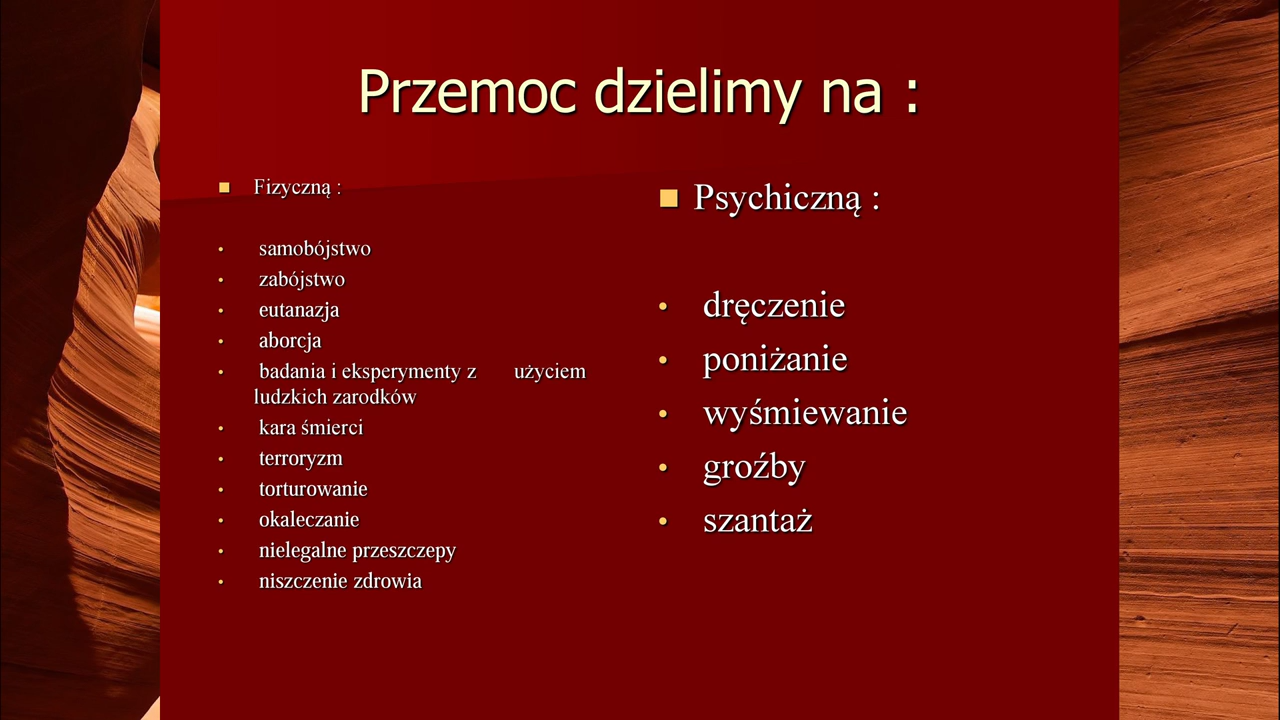 Przemoc dzielimy na :
Fizyczną :
samobójstwo
zabójstwo
eutanazja
aborcja
badania i eksperymenty z użyciem
ludzkich zarodków
kara śmierci
terroryzm
torturowanie
okaleczanie
nielegalne przeszczepy
niszczenie zdrowia
Psychiczną :
dręczenie
poniżanie
wyśmiewanie
groźby
szantaż